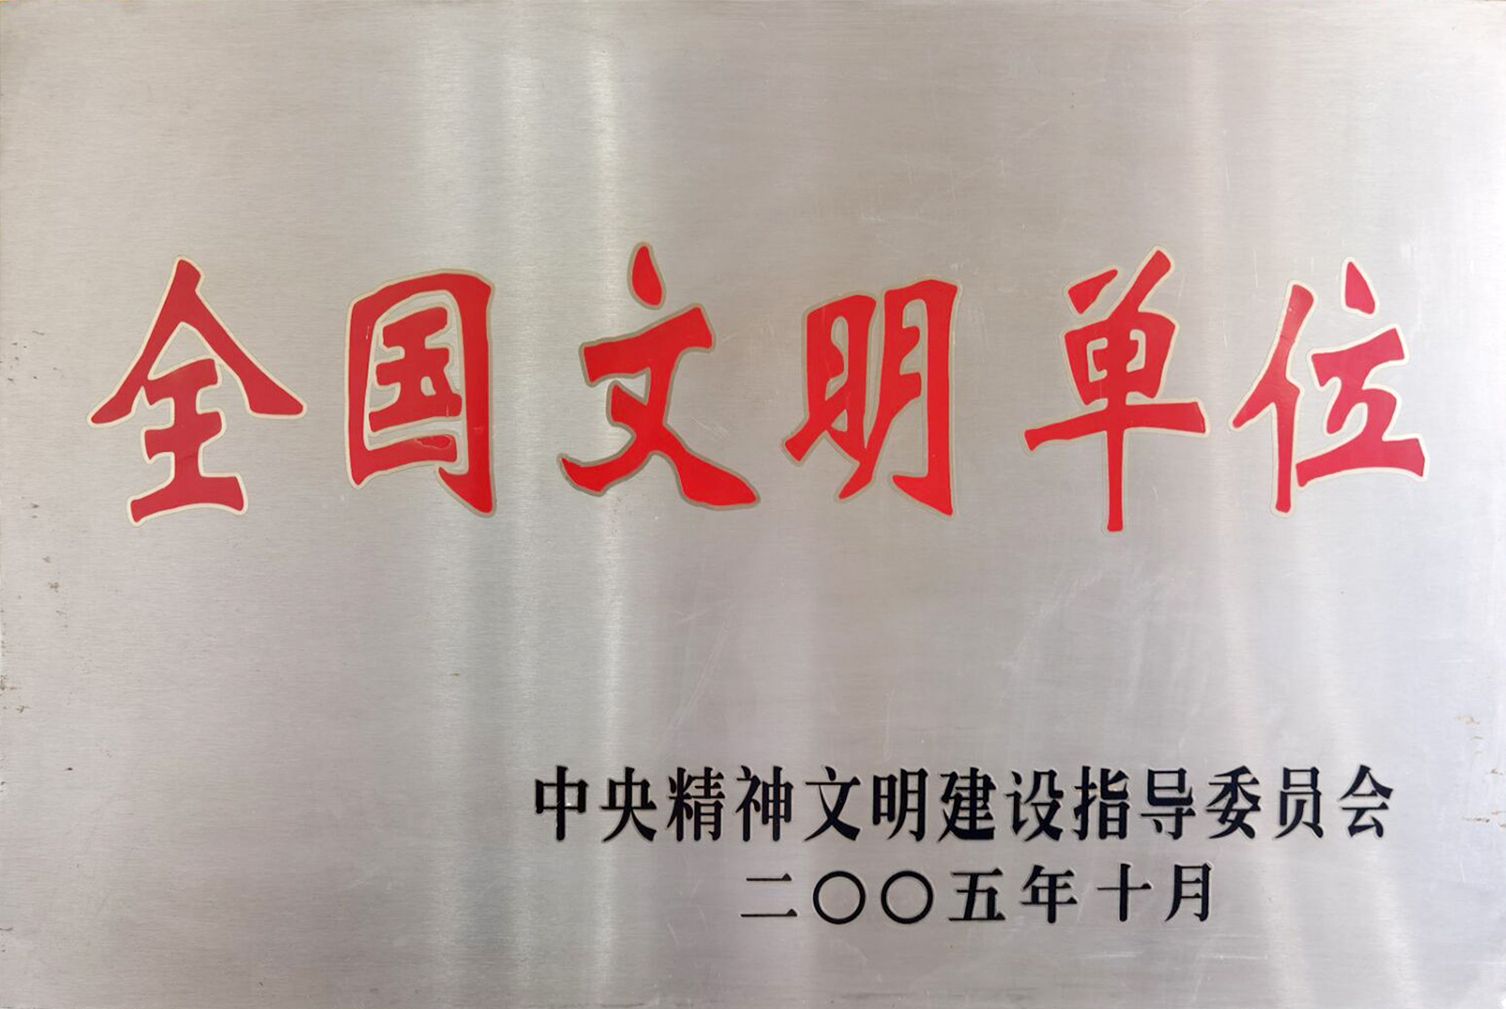 全国文明单位
中央精神文明建设指导委员会
二〇〇五年十月